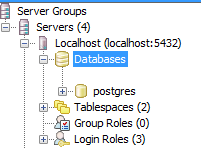 Server Groups
Servers (4)
Localhost (localhost:5432)
Databases
postgres
Tablespaces (2)
Group Roles (0)
Login Roles (3)